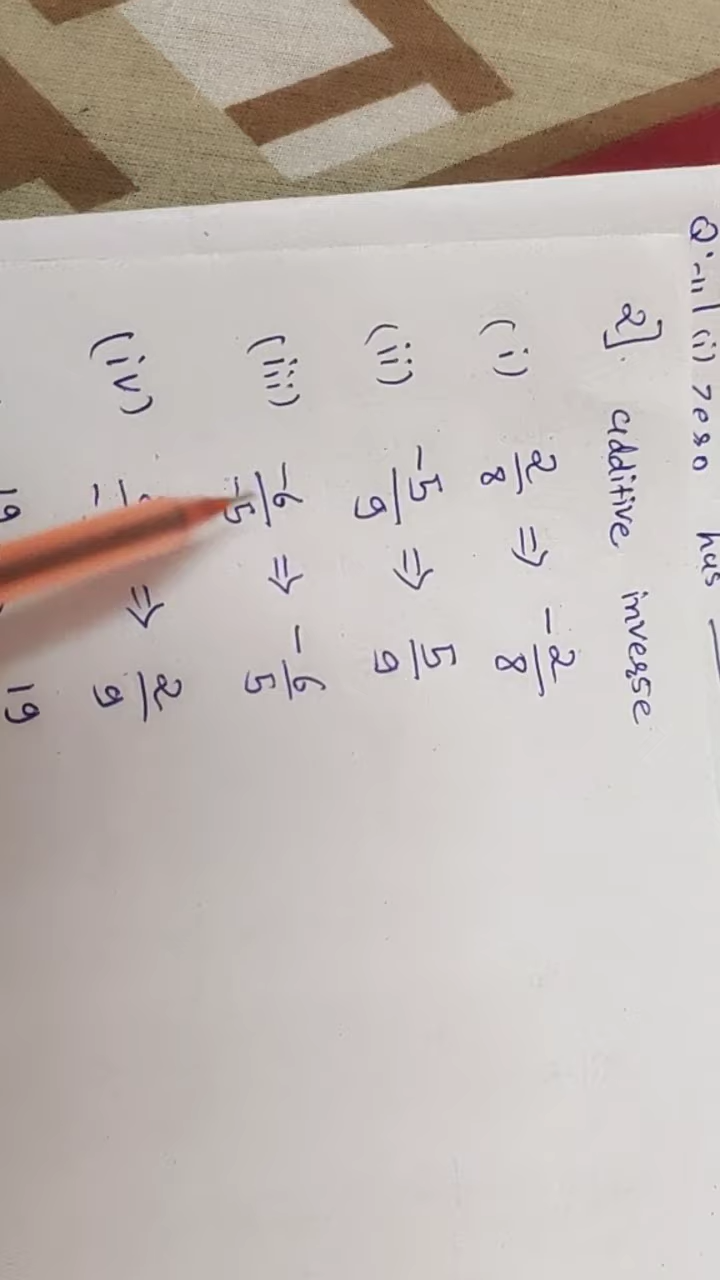 Q.-11 (i) zero has
2]. additive inverse
(i) 2/8 ⇒ -2/8
(ii) -5/9 ⇒ 5/9
(iii) -6/-5 ⇒ -6/5
(iv) ⇒ 2/9
19 19